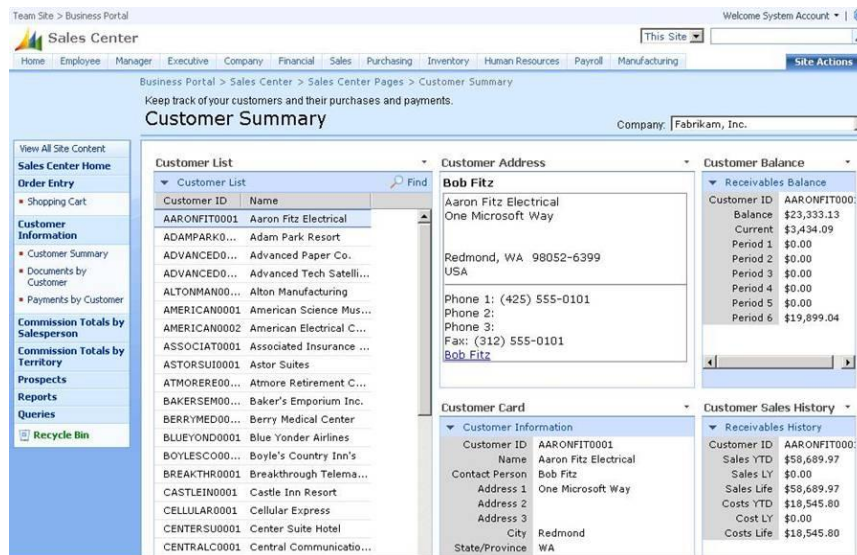 Team Site > Business Portal
Welcome System Account
Sales Center
This Site
Home Employee Manager Executive Company Financial Sales Purchasing Inventory Human Resources Payroll Manufacturing Site Actions
Business Portal > Sales Center > Sales Center Pages > Customer Summary
Keep track of your customers and their purchases and payments.
Customer Summary
Company: Fabrikam, Inc.
View All Site Content
Sales Center Home
Order Entry
Shopping Cart
Customer
Information
Customer Summary
Documents by
Customer
Payments by Customer
Commission Totals by
Salesperson
Commission Totals by
Territory
Prospects
Reports
Queries
Recycle Bin
Customer List
Customer List Find
Customer ID Name
AARONFIT0001 Aaron Fitz Electrical
ADAMPARK0... Adam Park Resort
ADVANCED0... Advanced Paper Co.
ADVANCED0... Advanced Tech Satelli...
ALTONMAN00... Alton Manufacturing
AMERICAN0001 American Science Mus...
AMERICAN0002 American Electrical C...
ASSOCIAT0001 Associated Insurance ...
ASTORSUI0001 Astor Suites
ATMORERE00... Atmore Retirement C...
BAKERSEM00... Baker's Emporium Inc.
BERRYMED00... Berry Medical Center
BLUEYOND0001 Blue Yonder Airlines
BOYLESCO00... Boyle's Country Inn's
BREAKTHR0001 Breakthrough Telema...
CASTLEIN0001 Castle Inn Resort
CELLULAR0001 Cellular Express
CENTERSU0001 Center Suite Hotel
CENTRALC0001 Central Communicatio...
Customer Address
Bob Fitz
Aaron Fitz Electrical
One Microsoft Way
Redmond, WA 98052-6399
USA
Phone 1: (425) 555-0101
Phone 2:
Phone 3:
Fax: (312) 555-0101
Bob Fitz
Customer Card
Customer Information
Customer ID AARONFIT0001
Name Aaron Fitz Electrical
Contact Person Bob Fitz
Address 1 One Microsoft Way
Address 2
Address 3
City Redmond
State/Province WA
Customer Balance
Receivables Balance
Customer ID AARONFIT000
Balance $23,333.13
Current $3,434.09
Period 1 $0.00
Period 2 $0.00
Period 3 $0.00
Period 4 $0.00
Period 5 $0.00
Period 6 $19,899.04
Customer Sales History
Receivables History
Customer ID AARONFIT000
Sales YTD $58,689.97
Sales LY $0.00
Sales Life $58,689.97
Costs YTD $18,545.80
Cost LY $0.00
Costs Life $18,545.80